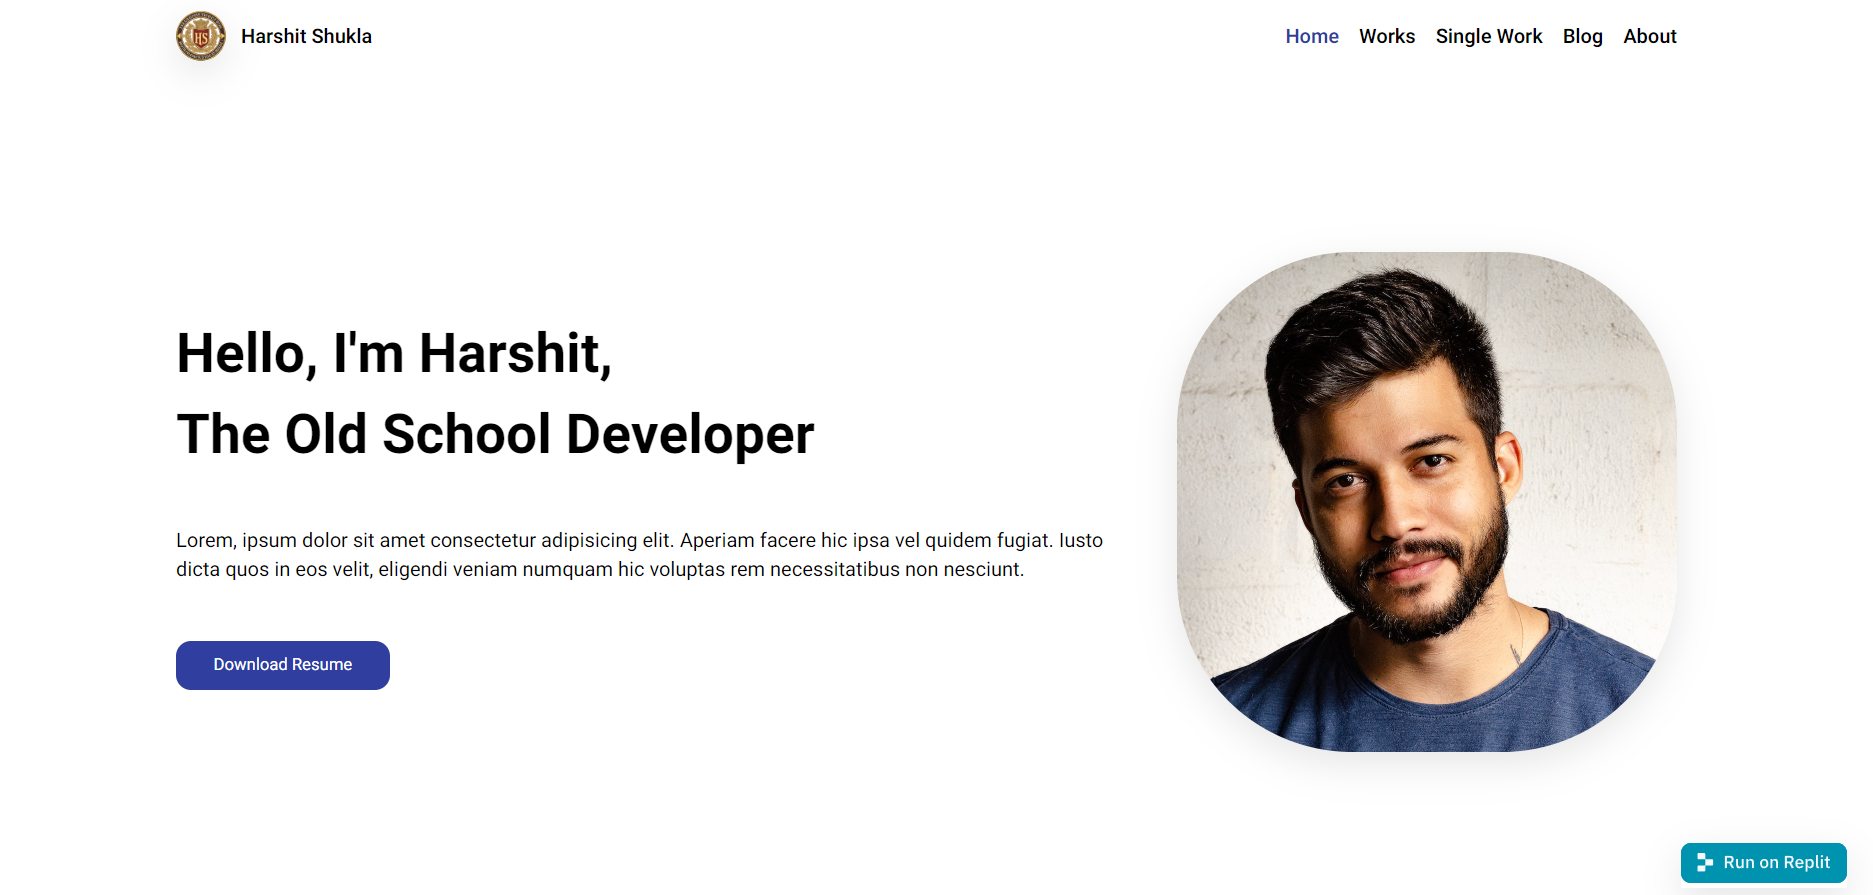 HS
Harshit Shukla
Home Works Single Work Blog About
Hello, I'm Harshit,
The Old School Developer
Lorem, ipsum dolor sit amet consectetur adipisicing elit. Aperiam facere hic ipsa vel quidem fugiat. Iusto
dicta quos in eos velit, eligendi veniam numquam hic voluptas rem necessitatibus non nesciunt.
Download Resume
Run on Replit